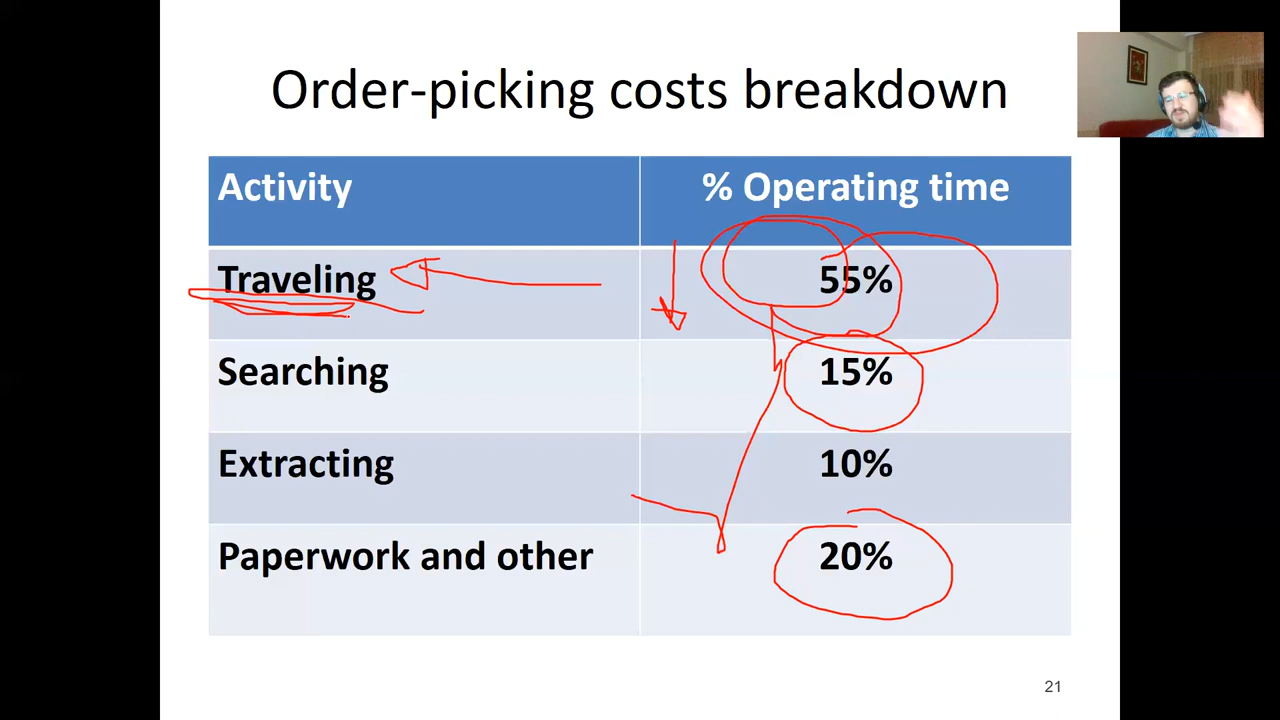 Order-picking costs breakdown
Activity % Operating time
Traveling 55%
Searching 15%
Extracting 10%
Paperwork and other 20%
21